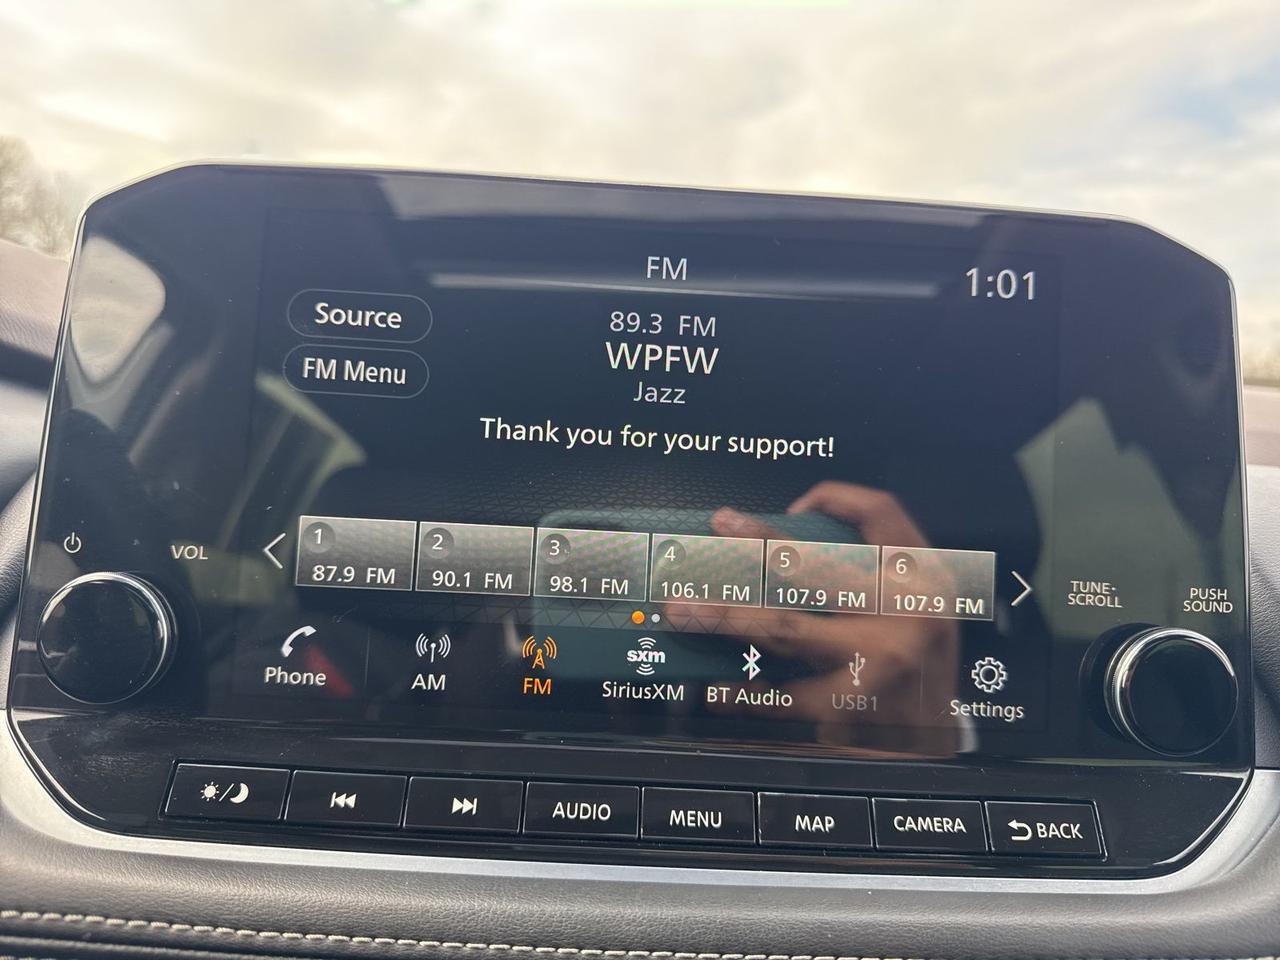 FM
1:01
Source
FM Menu
89.3 FM
WPFW
Jazz
Thank you for your support!
VOL
1
87.9 FM
2
90.1 FM
3
98.1 FM
4
106.1 FM
5
107.9 FM
6
107.9 FM
TUNE·
SCROLL
PUSH
SOUND
Phone
AM
FM
sxm
SiriusXM
BT Audio
USB1
Settings
AUDIO
MENU
MAP
CAMERA
BACK